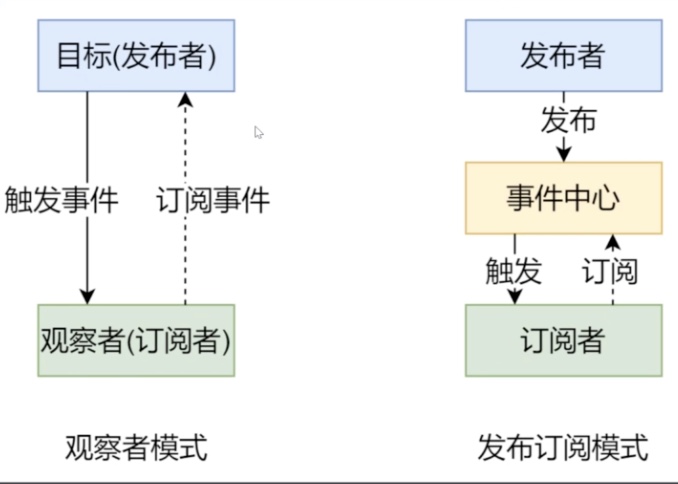 目标(发布者)
触发事件
订阅事件
观察者(订阅者)
观察者模式
发布者
发布
事件中心
触发
订阅
订阅者
发布订阅模式